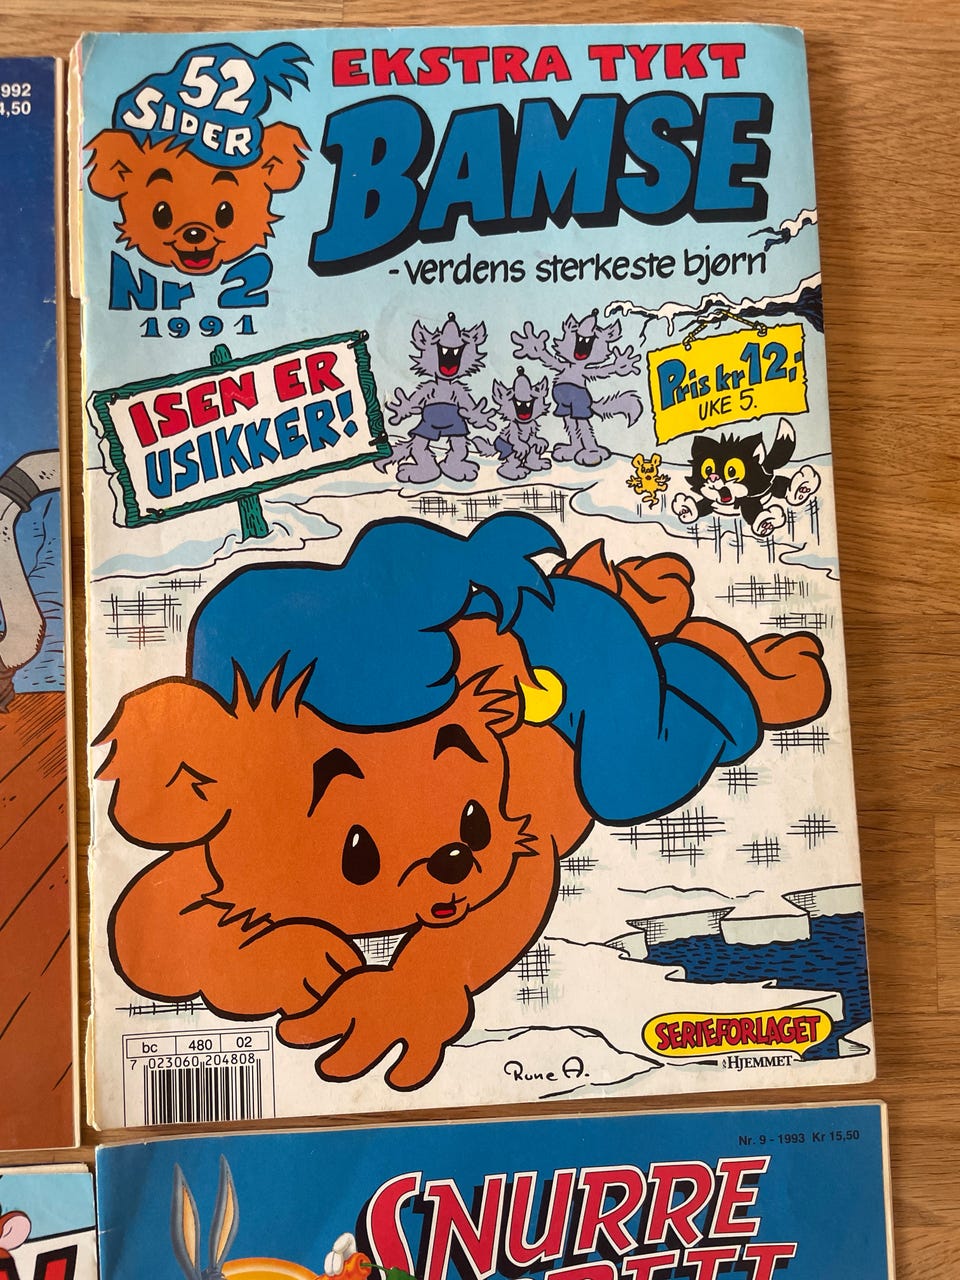 1992
4,50
52
SIDER
EKSTRA TYKT
BAMSE
-verdens sterkeste bjørn
Nr 2
1991
ISEN ER
USIKKER!
Pris kr 12,-
UKE 5.
SERIEFORLAGET
HJEMMET
Rune A.
bc 480 02
7 023060 204808
Nr. 9 - 1993 Kr 15,50
SNURRE